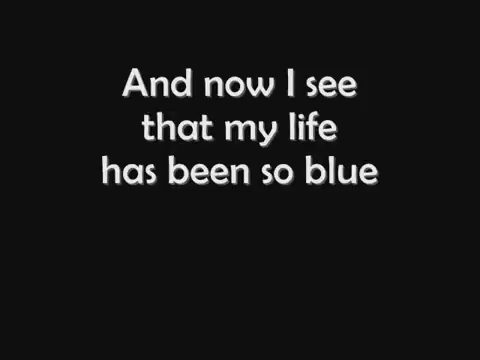 And now I see
that my life
has been so blue